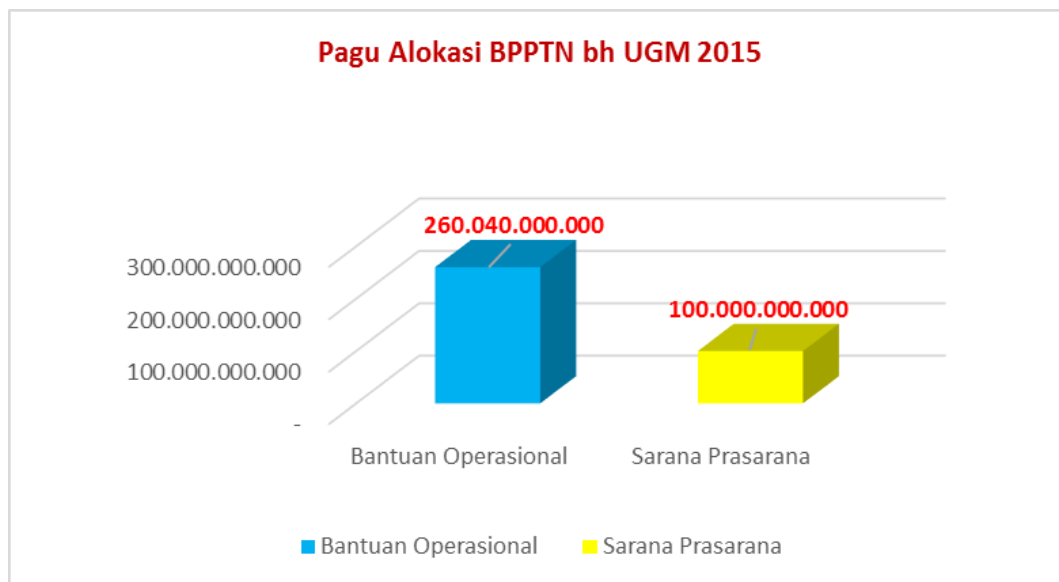 Pagu Alokasi BPPTN bh UGM 2015
260.040.000.000
300.000.000.000
100.000.000.000
200.000.000.000
100.000.000.000
-
Bantuan Operasional
Sarana Prasarana
Bantuan Operasional
Sarana Prasarana